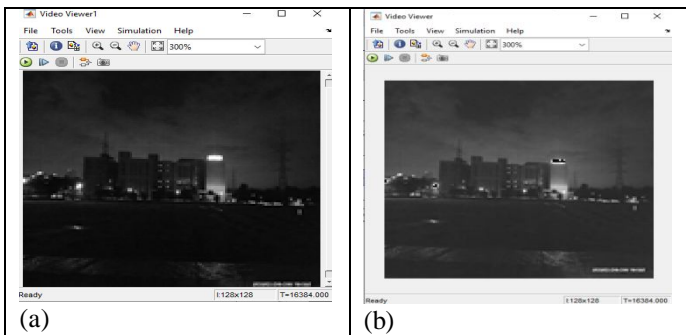 Video Viewer1
File Tools View Simulation Help
300%
Ready
I:128x128
T=16384.000
(a)
Video Viewer
File Tools View Simulation Help
300%
Ready
I:128x128
T=16384.000
(b)